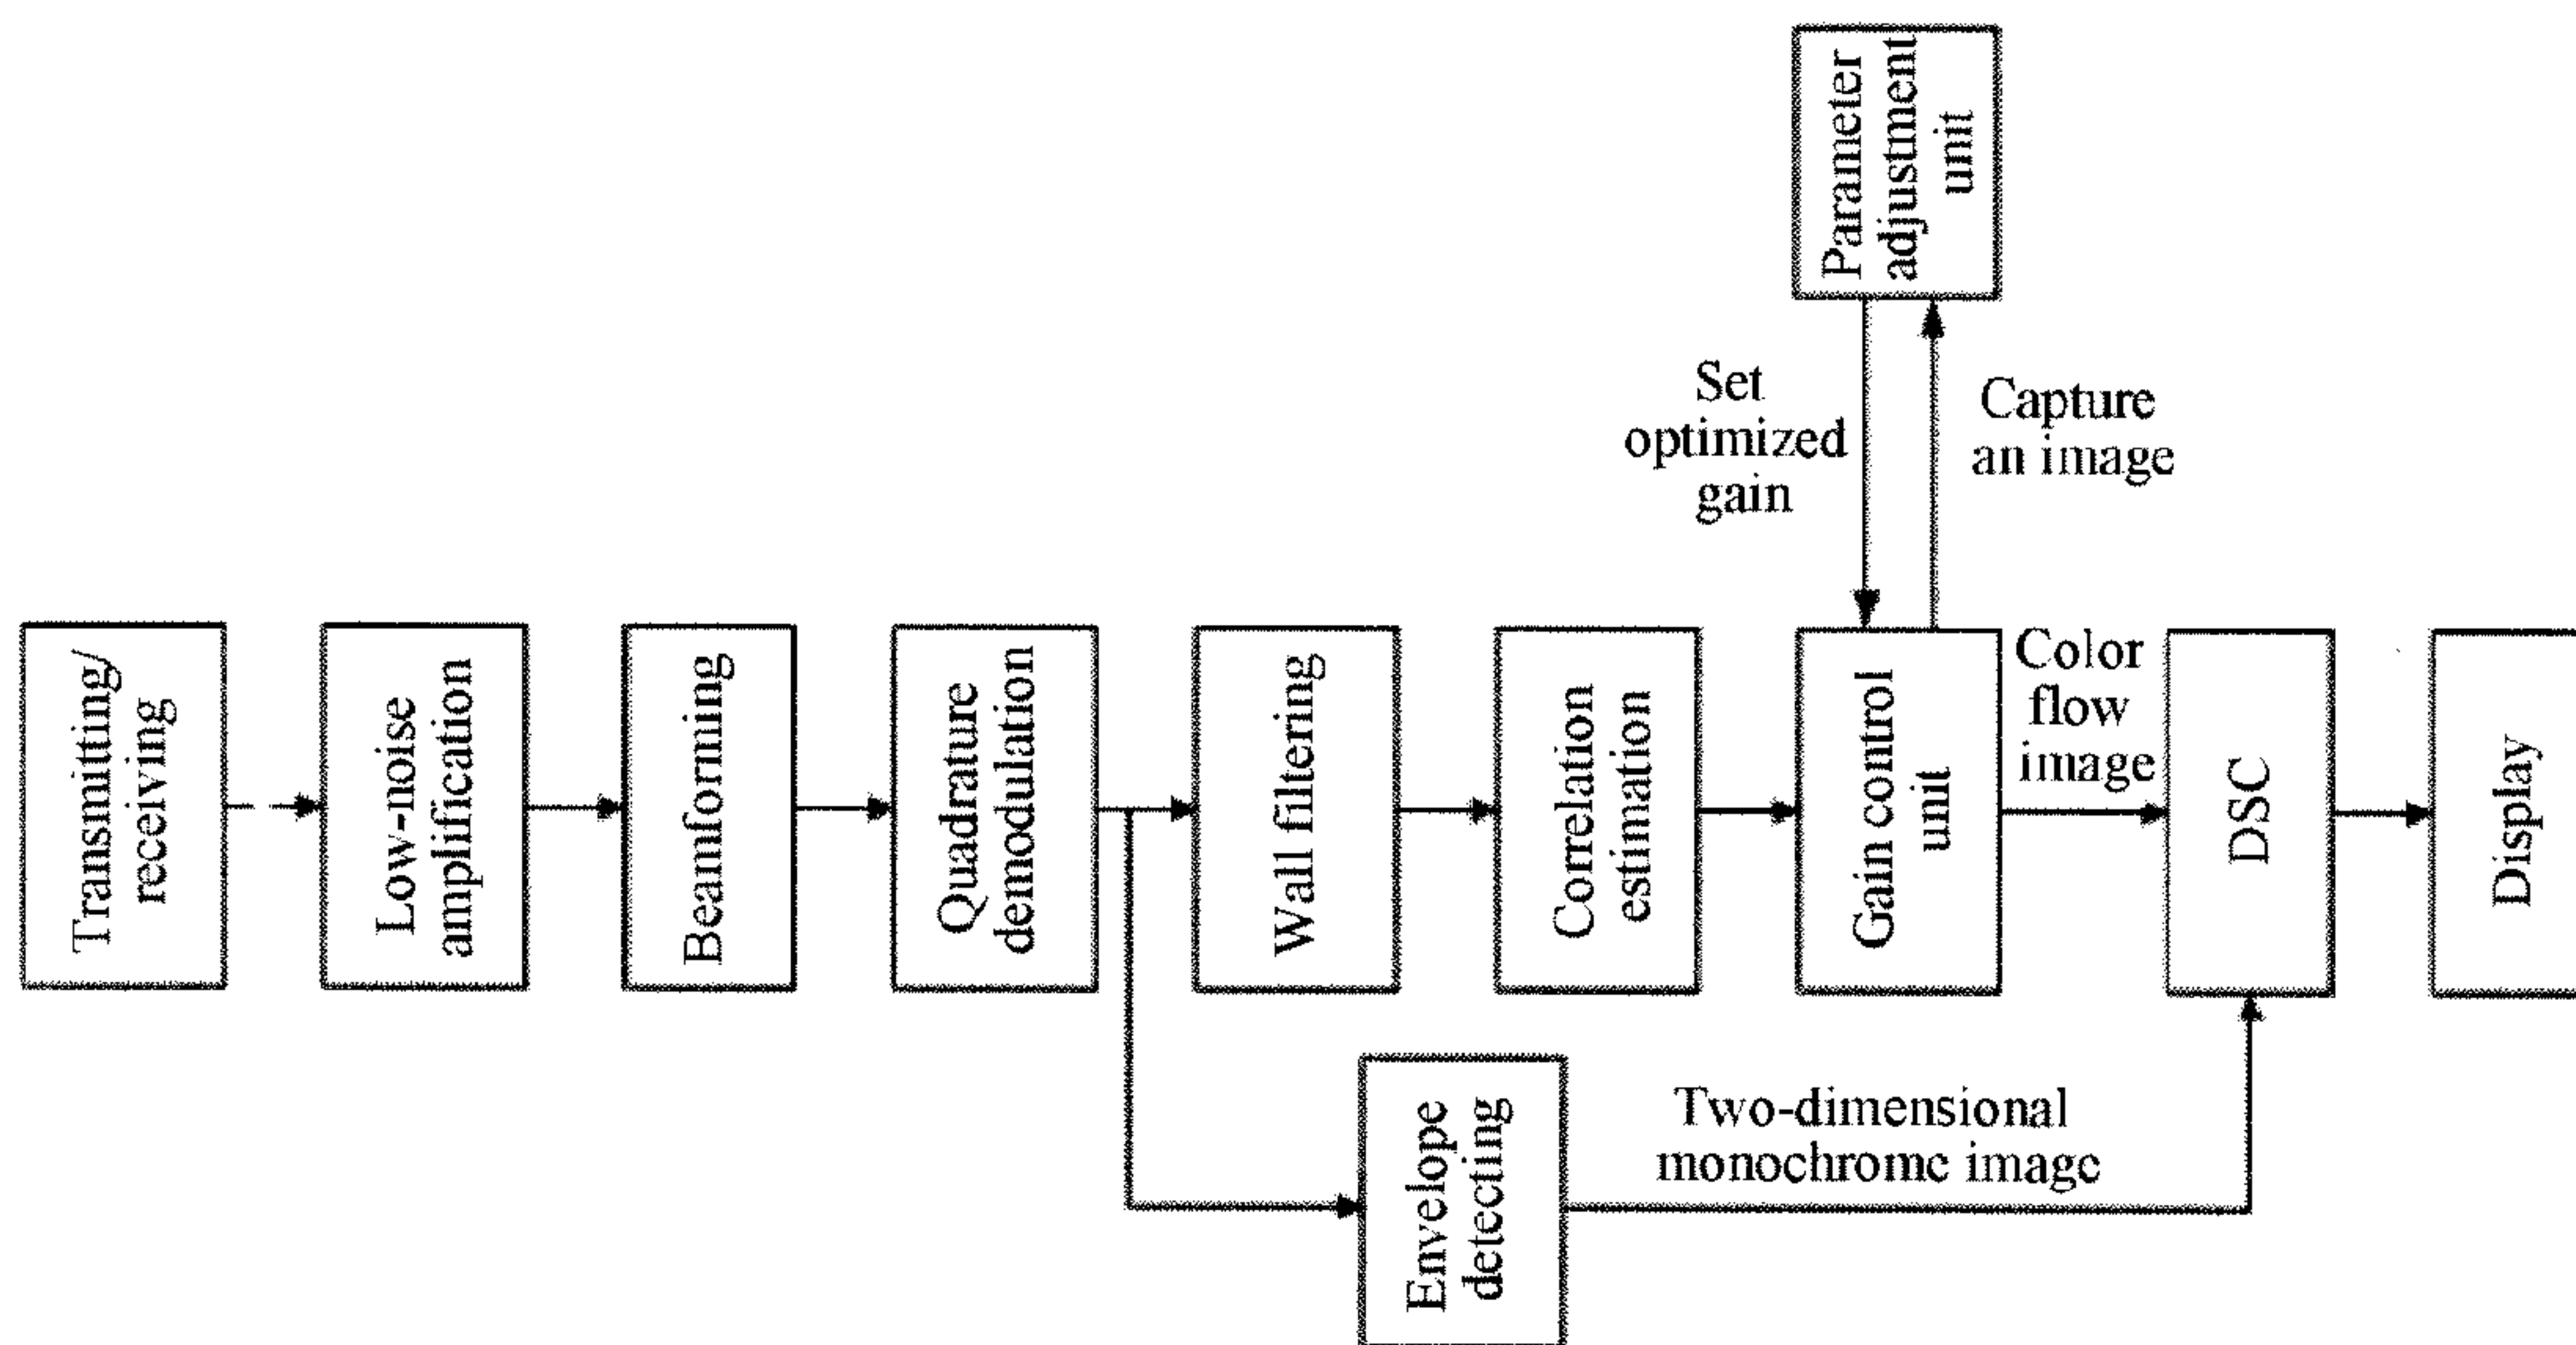 Parameter
adjustment
unit
Set
optimized
gain
Capture
an image
Transmitting/
receiving
Low-noise
amplification
Beamforming
Quadrature
demodulation
Wall filtering
Correlation
estimation
Gain control
unit
Color
flow
image
DSC
Display
Envelope
detecting
Two-dimensional
monochrome image